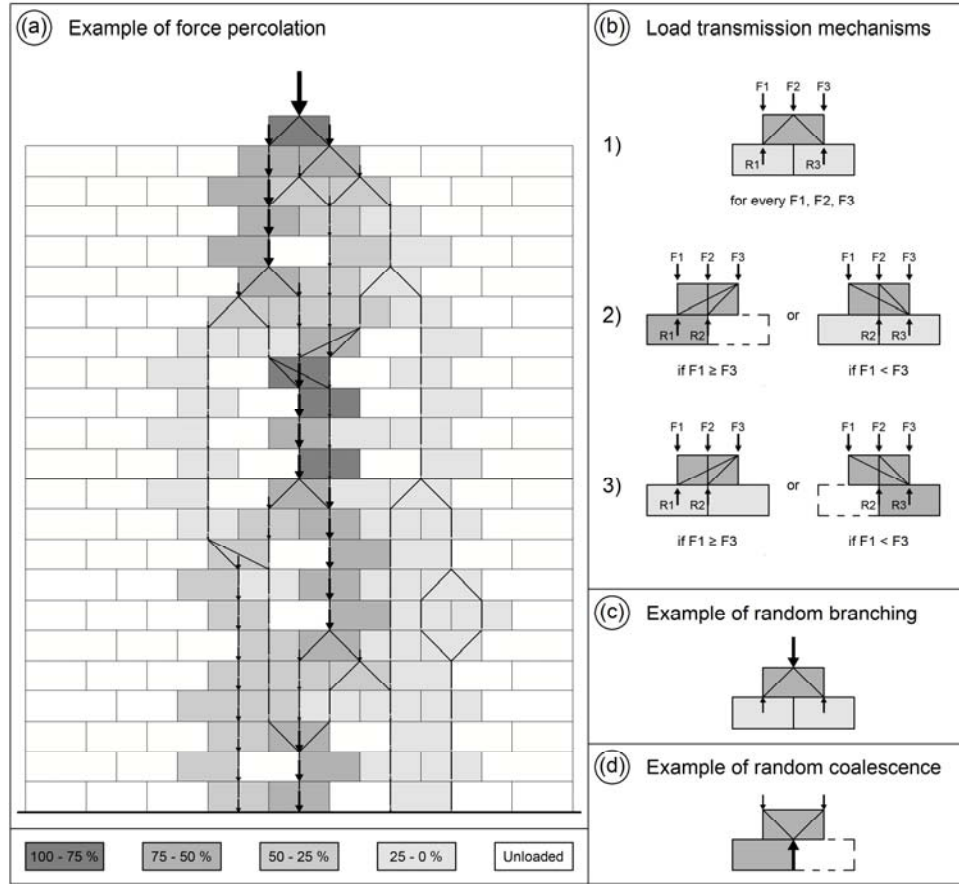 (a) Example of force percolation
100 - 75 %
75 - 50 %
50 - 25 %
25 - 0 %
Unloaded
(b) Load transmission mechanisms
F1 F2 F3
1)
R1 R3
for every F1, F2, F3
F1 F2 F3 F1 F2 F3
2) or
R1 R2 R2 R3
if F1 ≥ F3 if F1 < F3
F1 F2 F3 F1 F2 F3
3) or
R1 R2 R2 R3
if F1 ≥ F3 if F1 < F3
(c) Example of random branching
(d) Example of random coalescence